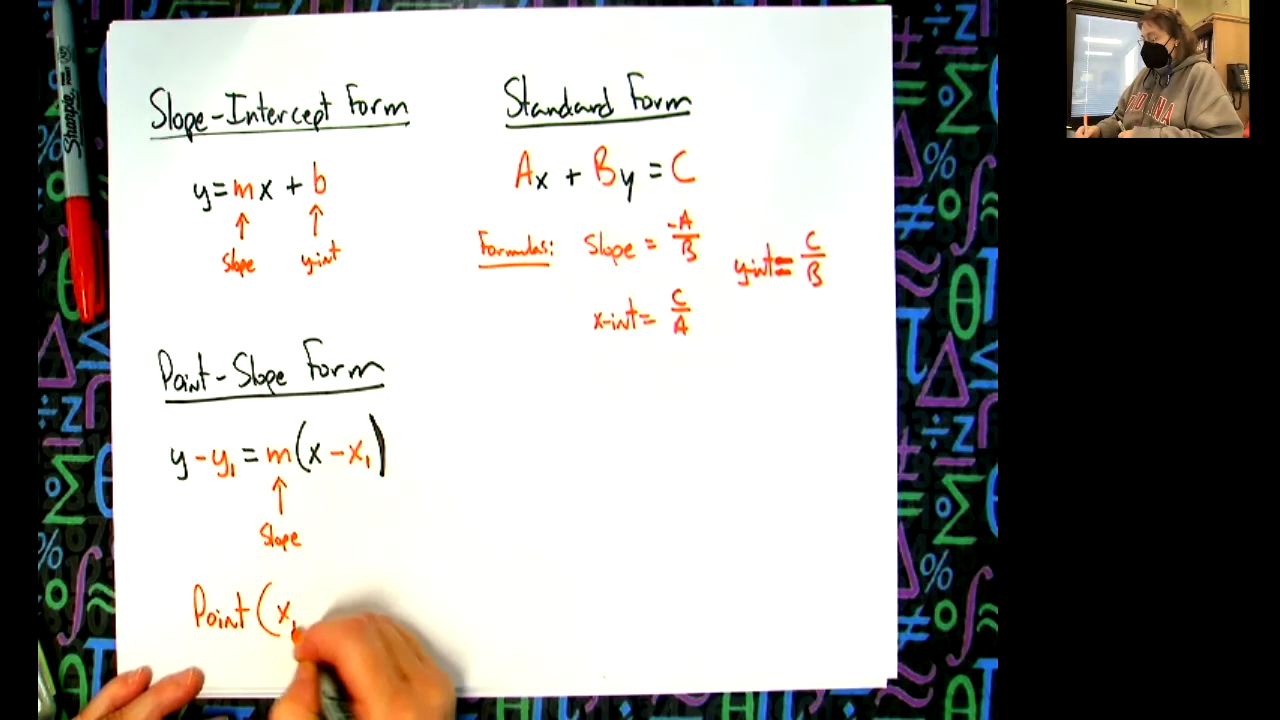 Slope-Intercept Form
y=mx + b
slope
y-int
Point-Slope Form
y - y₁ = m(x - x₁)
Slope
Point (x₁
Standard Form
Ax + By = C
Formulas:
Slope = -A/B
y-int = C/B
x-int = C/A
Sharpie